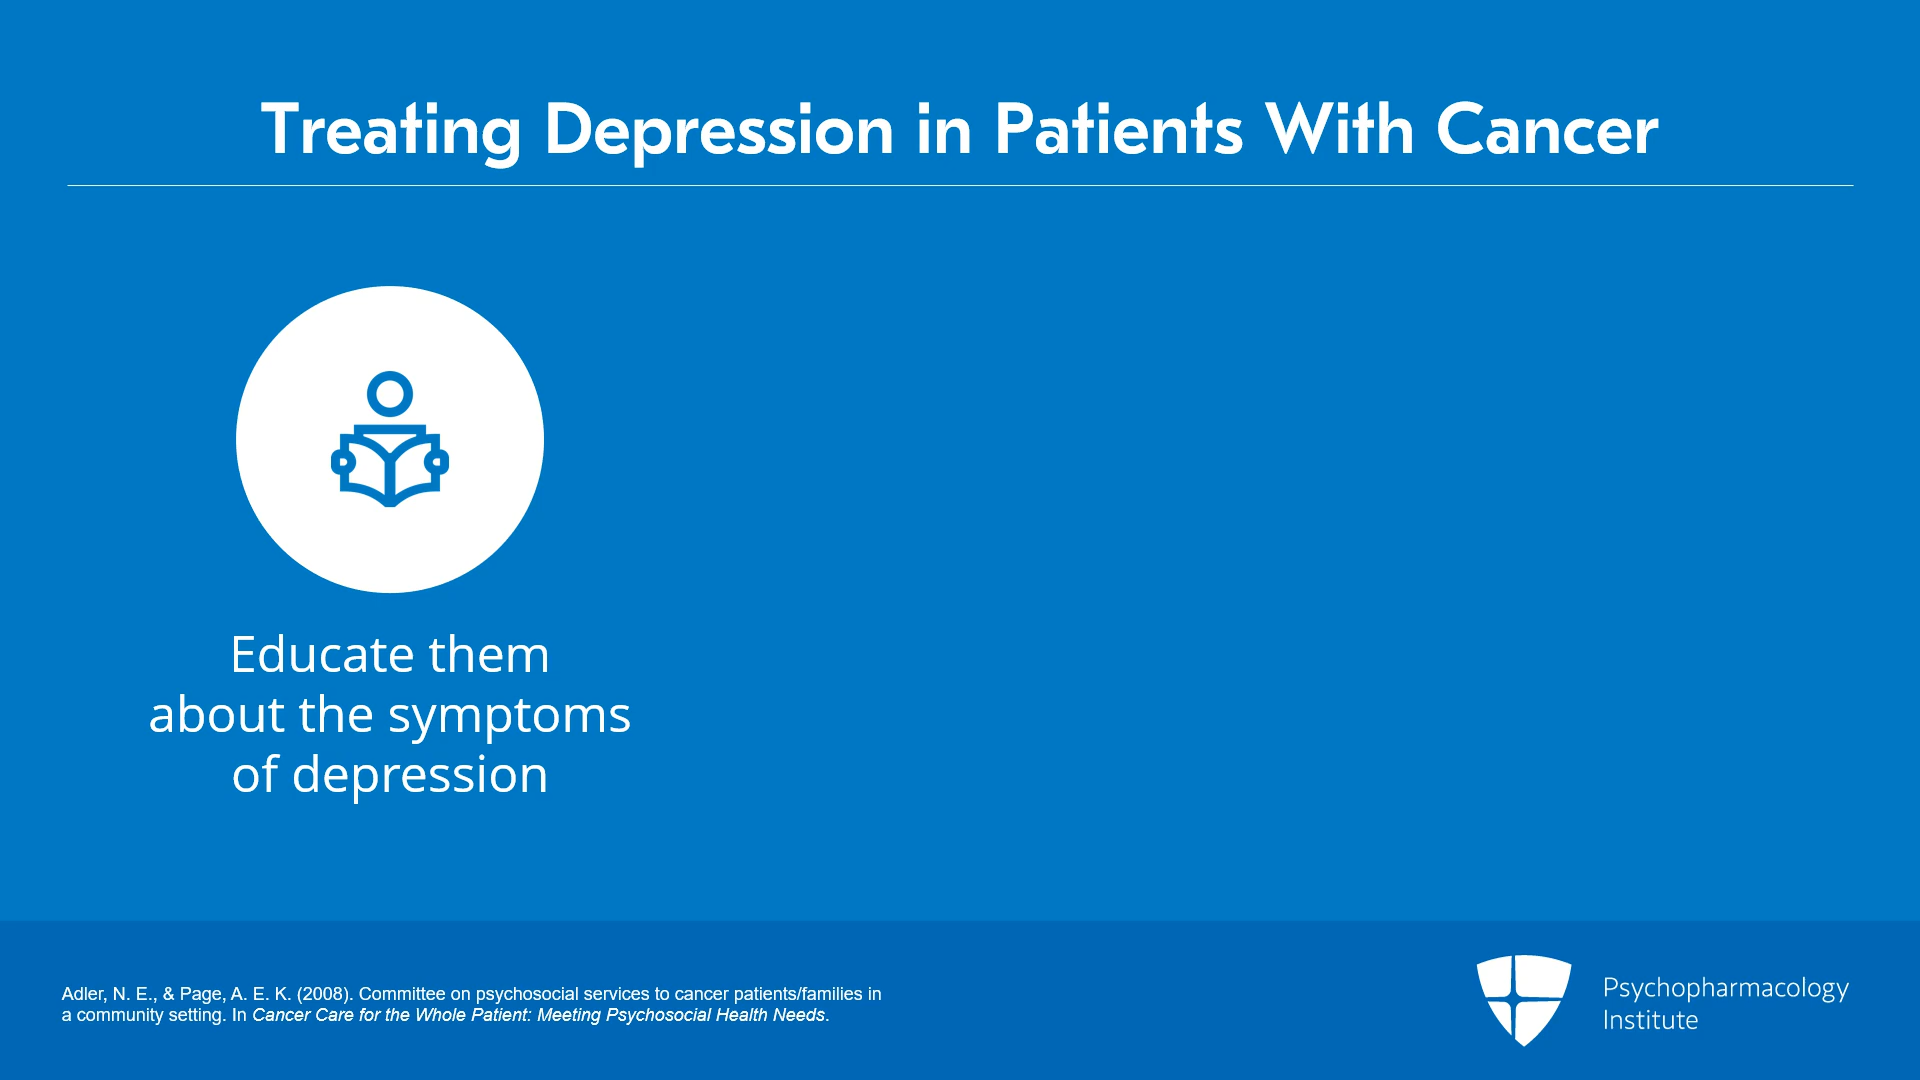 Treating Depression in Patients With Cancer
Educate them
about the symptoms
of depression
Adler, N. E., & Page, A. E. K. (2008). Committee on psychosocial services to cancer patients/families in
a community setting. In Cancer Care for the Whole Patient: Meeting Psychosocial Health Needs.
Psychopharmacology
Institute